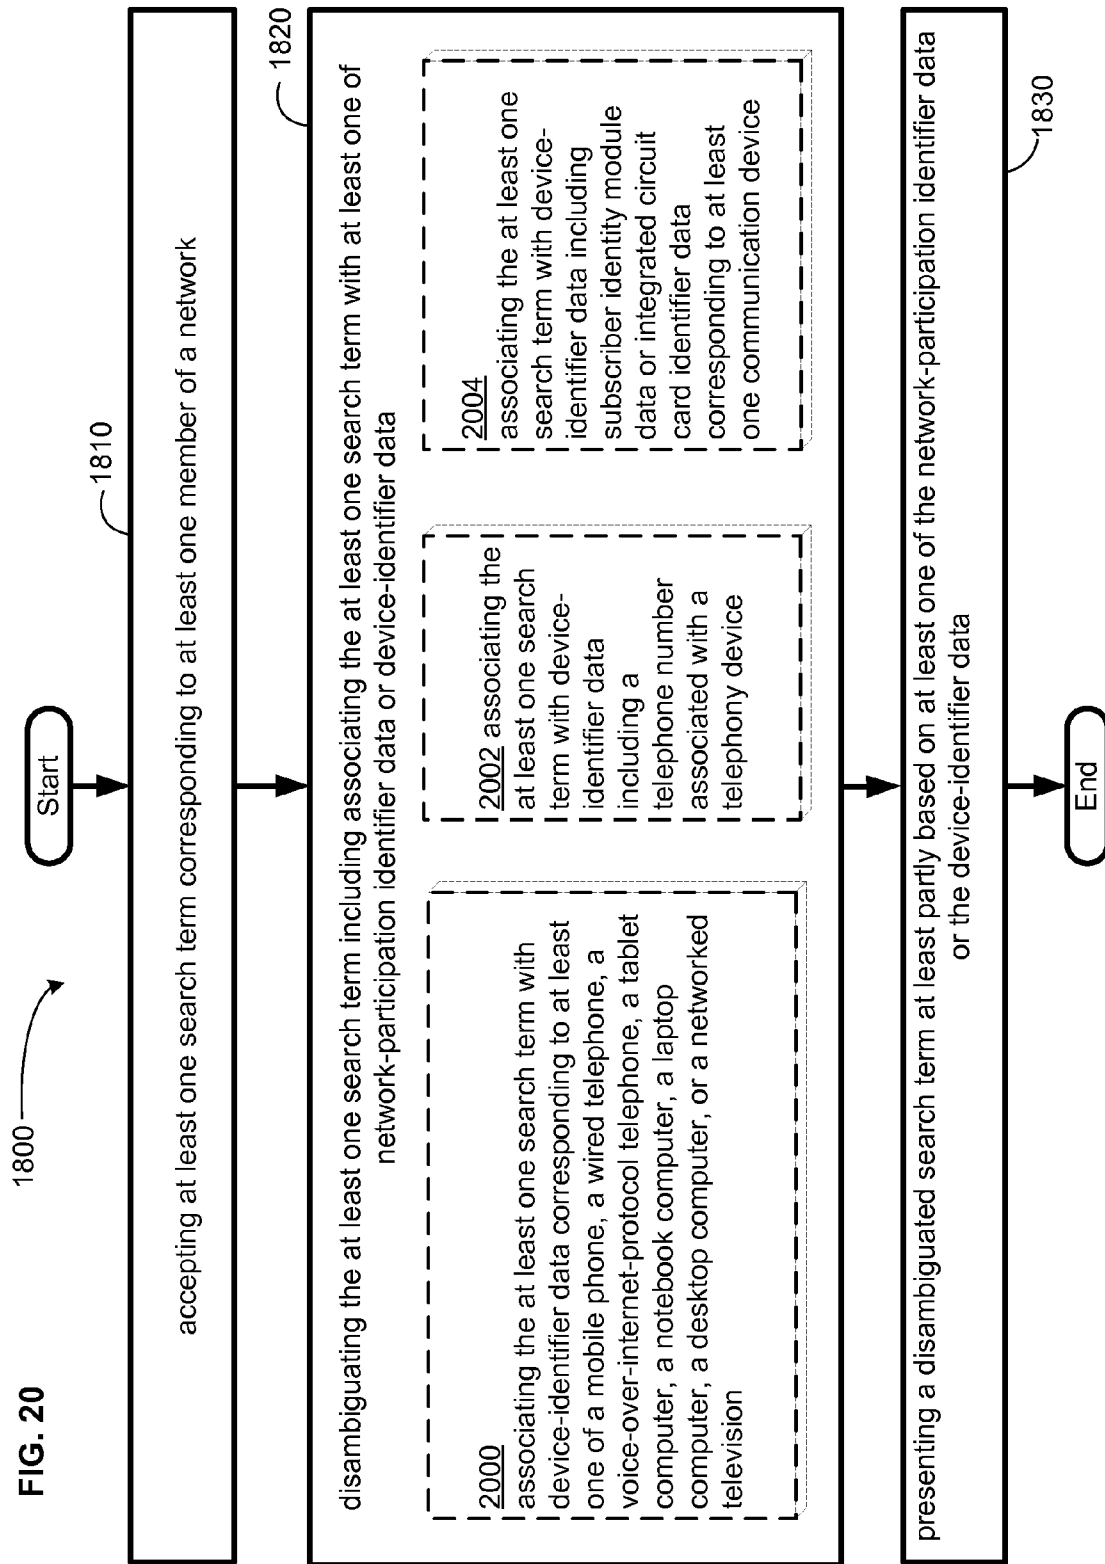 FIG. 20
1800
Start
1810
accepting at least one search term corresponding to at least one member of a network
1820
disambiguating the at least one search term including associating the at least one search term with at least one of
network-participation identifier data or device-identifier data
2000
associating the at least one search term with
device-identifier data corresponding to at least
one of a mobile phone, a wired telephone, a
voice-over-internet-protocol telephone, a tablet
computer, a notebook computer, a laptop
computer, a desktop computer, or a networked
television
2002 associating the
at least one search
term with device-
identifier data
including a
telephone number
associated with a
telephony device
2004
associating the at least one
search term with device-
identifier data including
subscriber identity module
data or integrated circuit
card identifier data
corresponding to at least
one communication device
presenting a disambiguated search term at least partly based on at least one of the network-participation identifier data
or the device-identifier data
1830
End